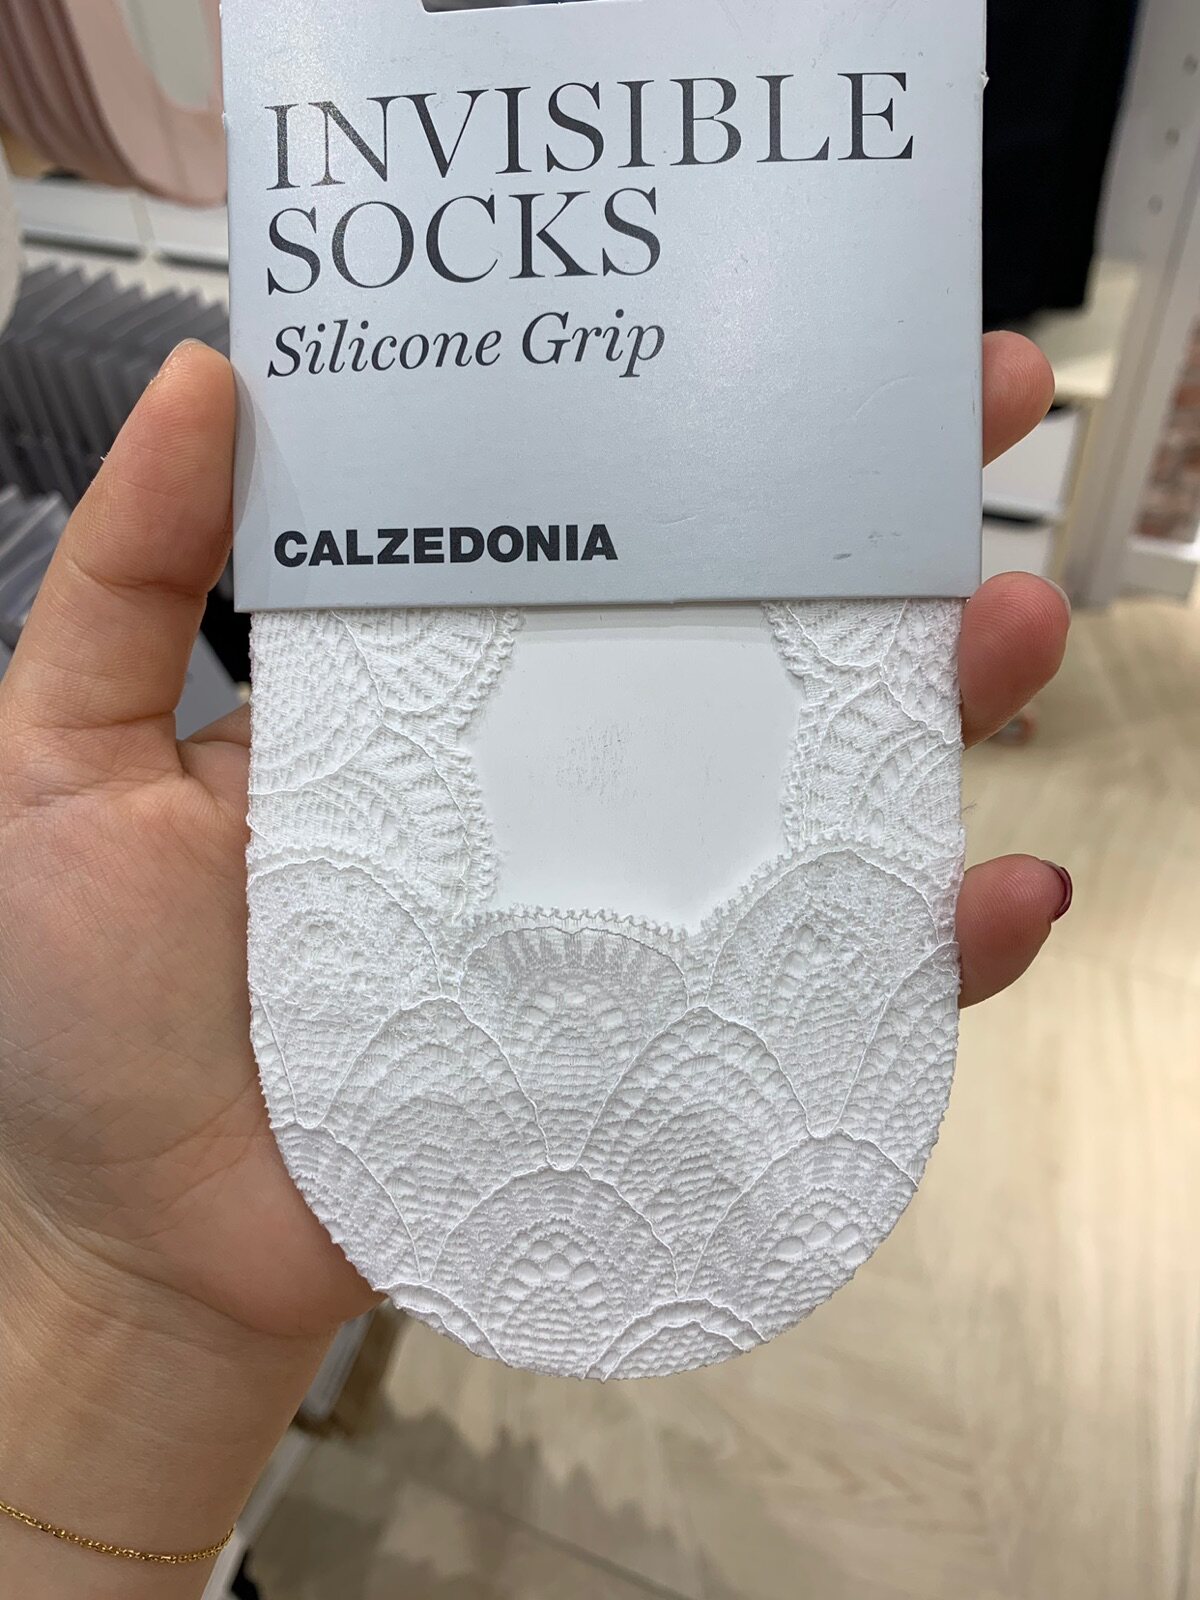 INVISIBLE
SOCKS
Silicone Grip
CALZEDONIA